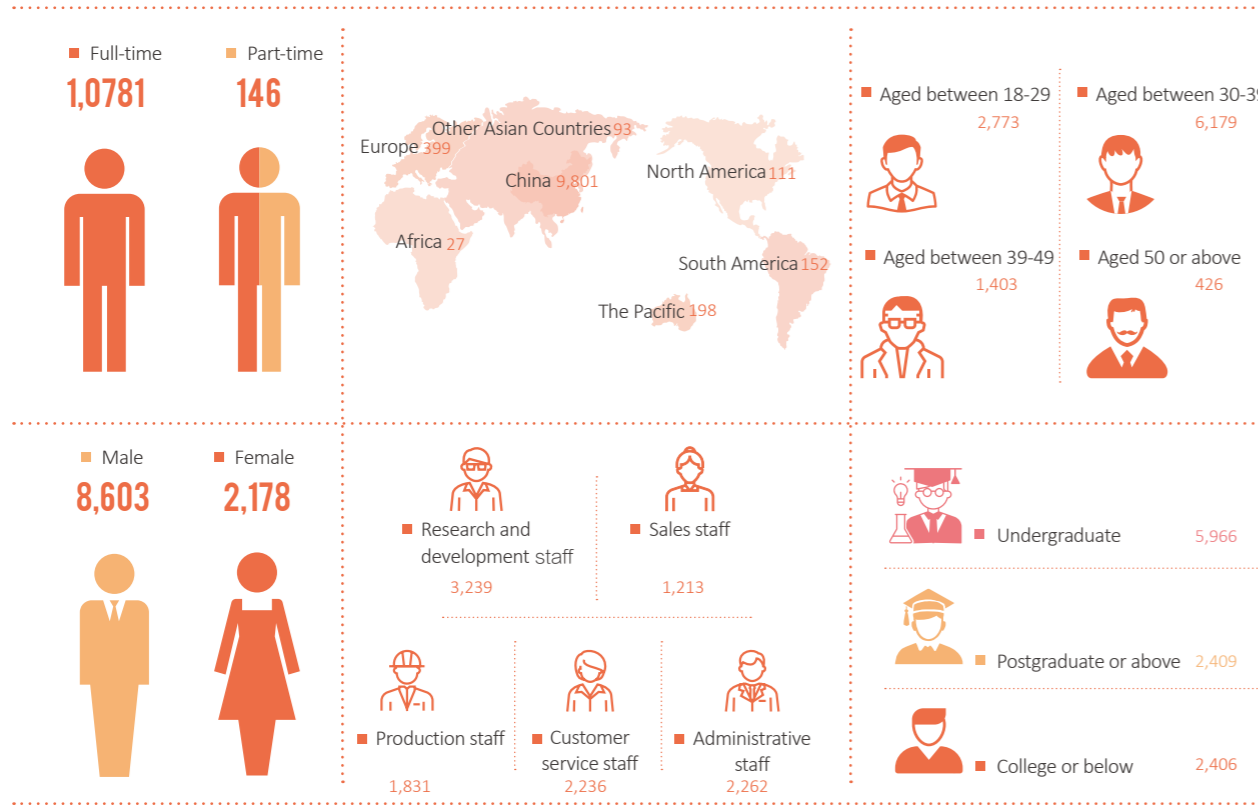 Full-time
Part-time
1,0781
146
Other Asian Countries 93
Europe 399
China 9,801
North America 111
Africa 27
South America 152
The Pacific 198
Aged between 18-29
2,773
Aged between 30-39
6,179
Aged between 39-49
1,403
Aged 50 or above
426
Male
Female
8,603
2,178
Research and
development staff
3,239
Sales staff
1,213
Production staff
1,831
Customer
service staff
2,236
Administrative
staff
2,262
Undergraduate 5,966
Postgraduate or above 2,409
College or below 2,406